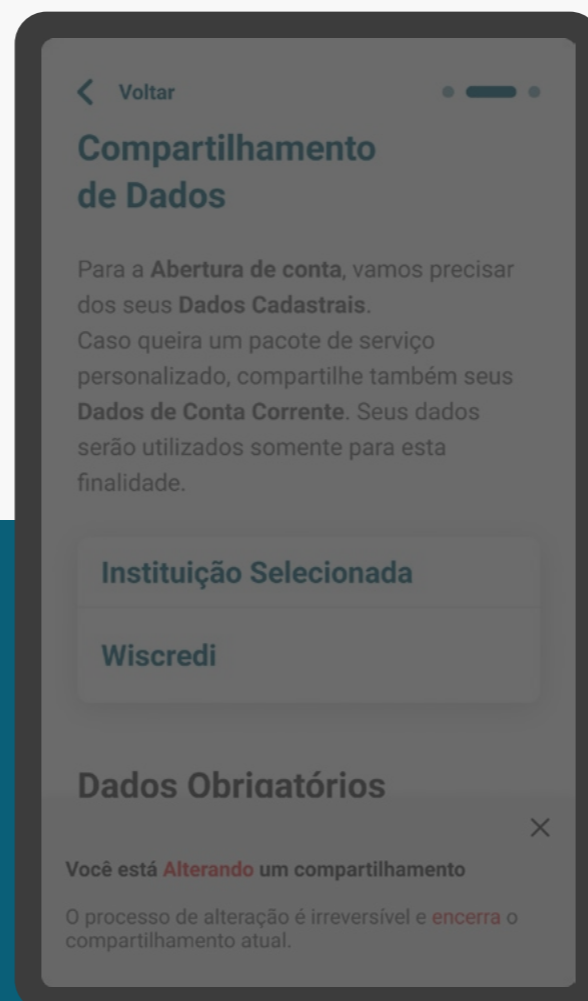 Voltar
Compartilhamento
de Dados
Para a Abertura de conta, vamos precisar
dos seus Dados Cadastrais.
Caso queira um pacote de serviço
personalizado, compartilhe também seus
Dados de Conta Corrente. Seus dados
serão utilizados somente para esta
finalidade.
Instituição Selecionada
Wiscredi
Dados Obrigatórios
Você está Alterando um compartilhamento
O processo de alteração é irreversível e encerra o
compartilhamento atual.